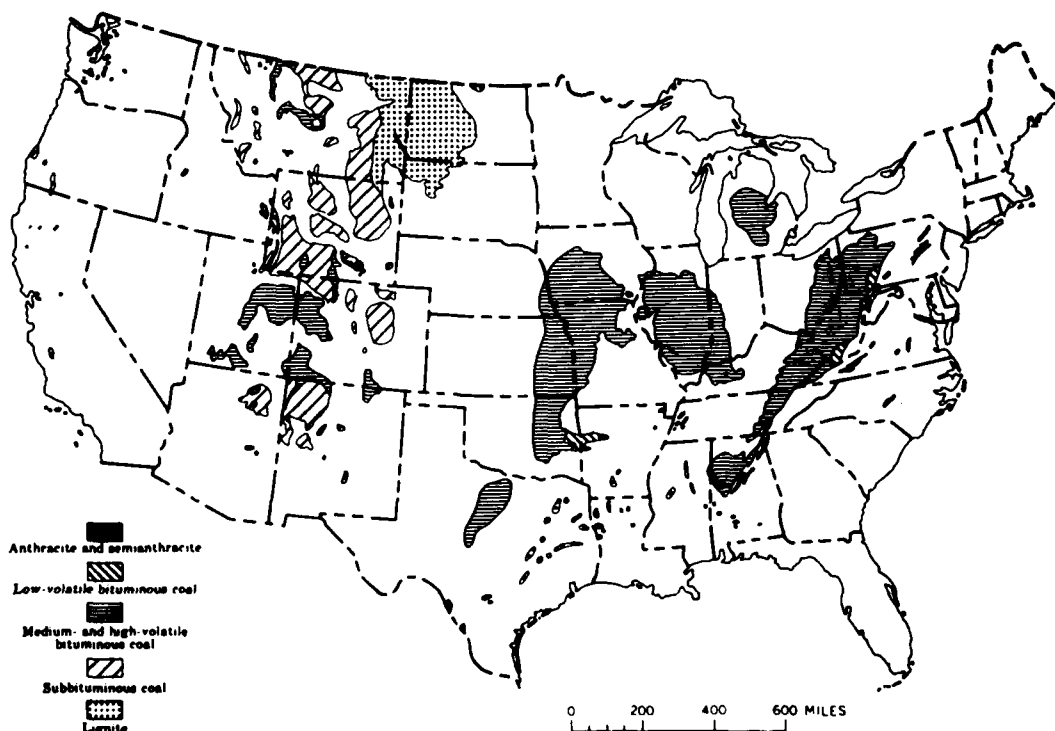 Anthracite and semianthracite
Low-volatile bituminous coal
Medium- and high-volatile
bituminous coal
Subbituminous coal
Lignite
0 200 400 600 MILES